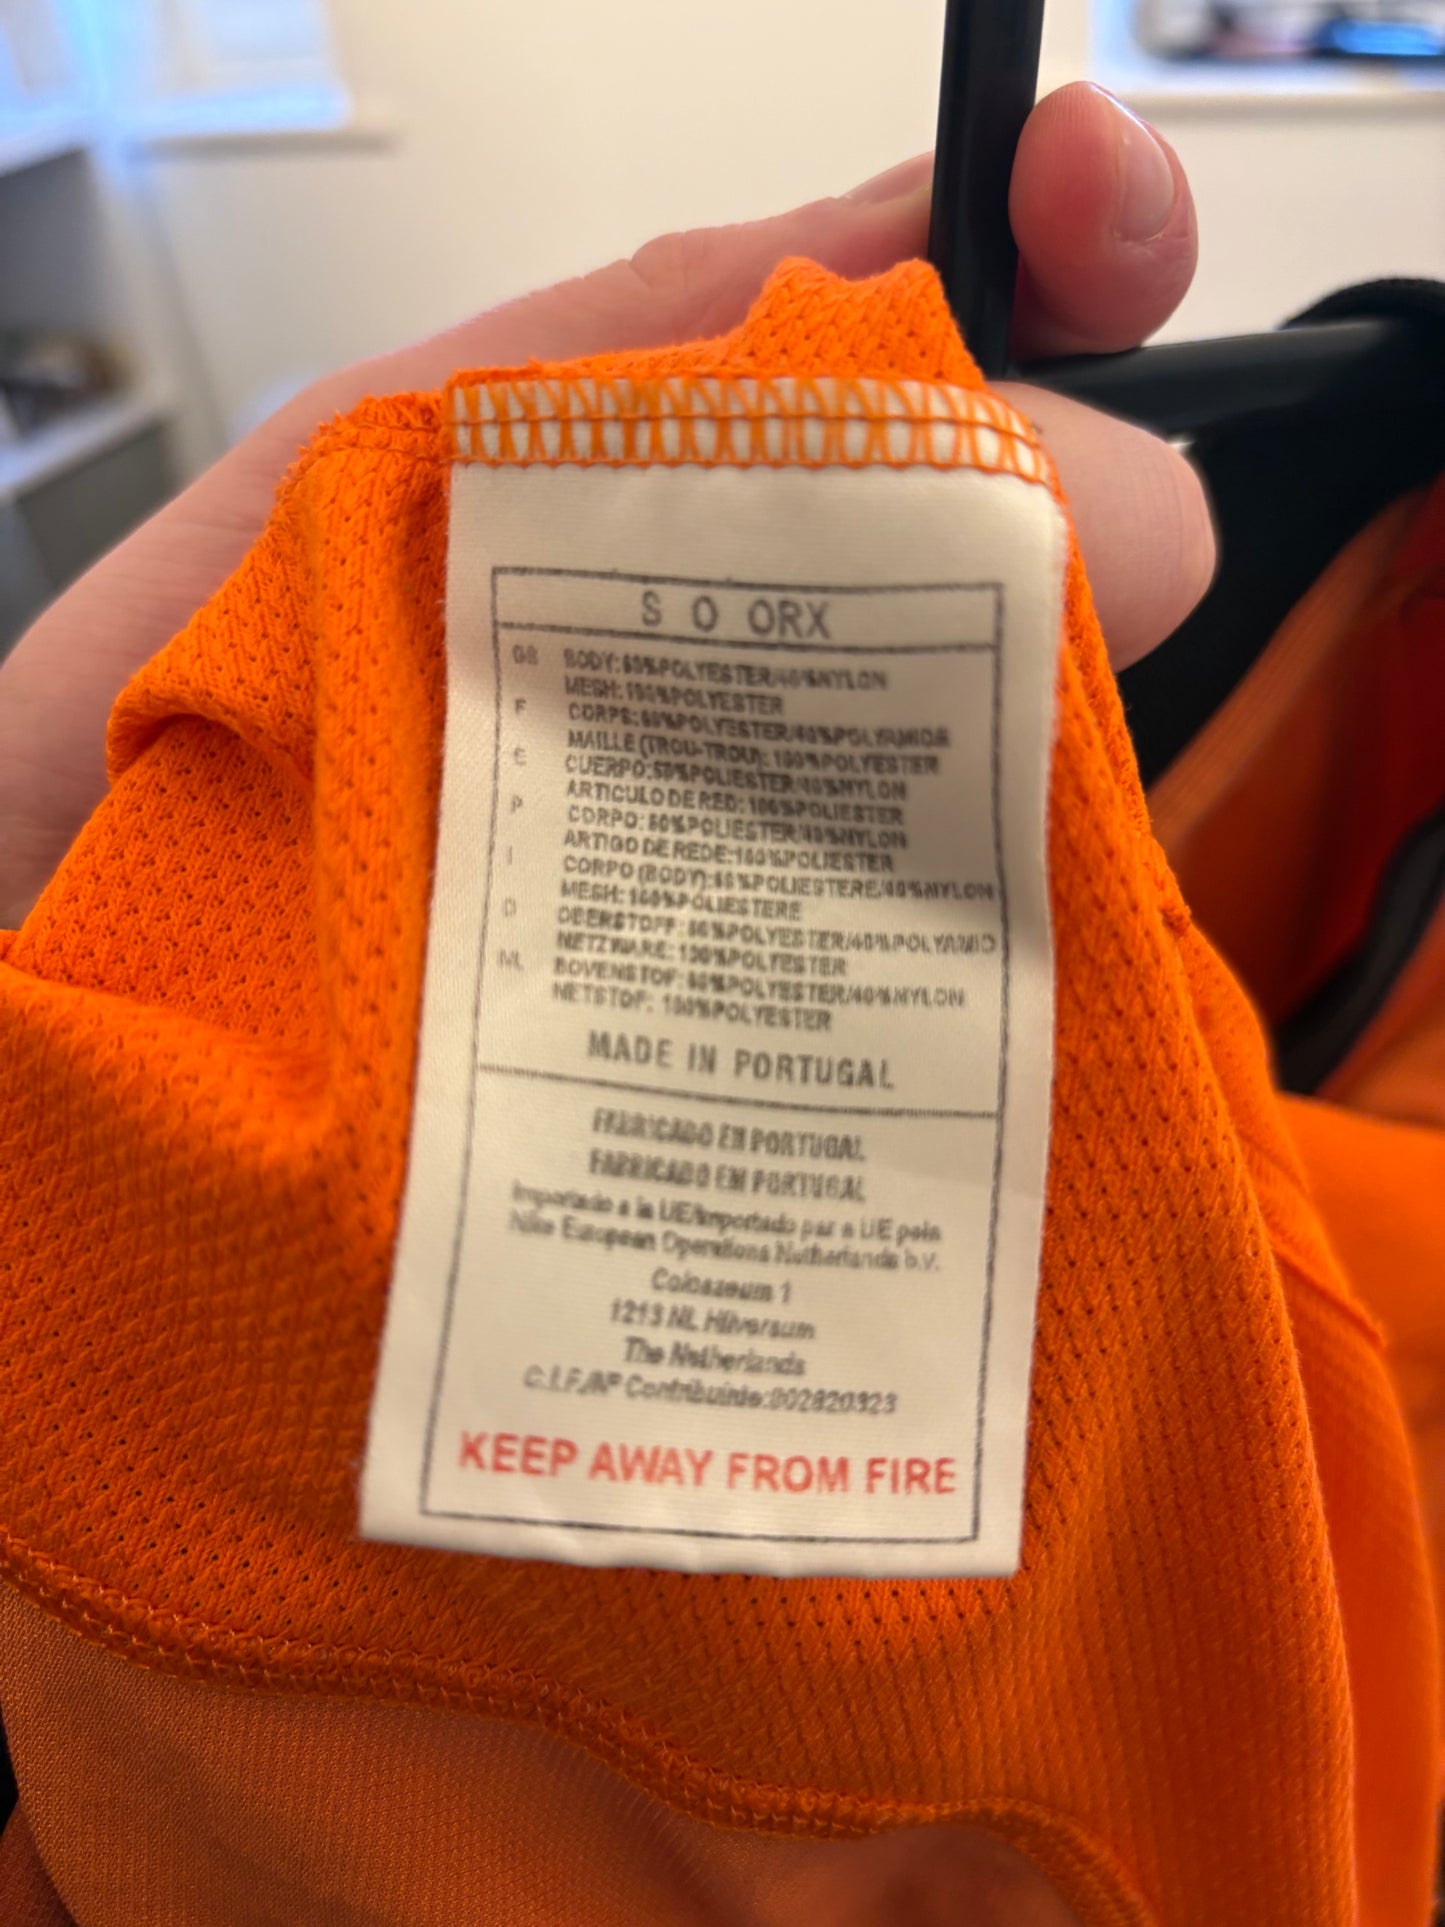 S O ORX
GB BODY: 60%POLYESTER/40%NYLON
MESH: 100%POLYESTER
F CORPS: 60%POLYESTER/40%POLYAMIDE
MAILLE (TROU-TROU): 100%POLYESTER
E CUERPO: 60%POLIESTER/40%NYLON
ARTICULO DE RED: 100%POLIESTER
P CORPO: 60%POLIESTER/40%NYLON
ARTIGO DE REDE: 100%POLIESTER
I CORPO (BODY): 60%POLIESTERE/40%NYLON
MESH: 100%POLIESTERE
D OBERSTOFF: 60%POLYESTER/40%POLYAMID
NETZWARE: 100%POLYESTER
NL BOVENSTOF: 60%POLYESTER/40%NYLON
NETSTOF: 100%POLYESTER
MADE IN PORTUGAL
FABRICADO EN PORTUGAL
FABRICADO EM PORTUGAL
Importado a la UE/Importado par a UE pela
Nike European Operations Netherlands b.v.
Colosseum 1
1213 NL Hilversum
The Netherlands
C.I.F./Nº Contribuinte:
KEEP AWAY FROM FIRE